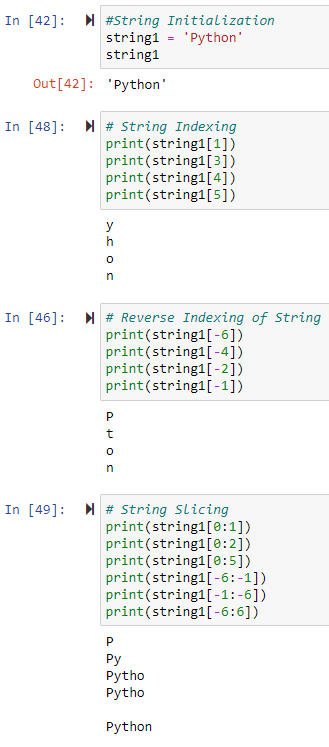 In [42]: #String Initialization
string1 = 'Python'
string1
Out[42]: 'Python'
In [48]: # String Indexing
print(string1[1])
print(string1[3])
print(string1[4])
print(string1[5])
y
h
o
n
In [46]: # Reverse Indexing of String
print(string1[-6])
print(string1[-4])
print(string1[-2])
print(string1[-1])
P
t
o
n
In [49]: # String Slicing
print(string1[0:1])
print(string1[0:2])
print(string1[0:5])
print(string1[-6:-1])
print(string1[-1:-6])
print(string1[-6:6])
P
Py
Pytho
Pytho

Python